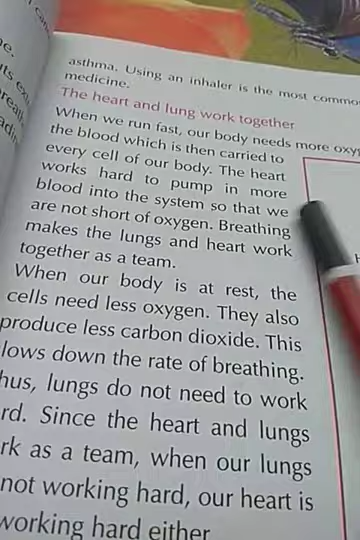 asthma. Using an inhaler is the most commo
medicine.
The heart and lung work together
When we run fast, our body needs more oxy
the blood which is then carried to
every cell of our body. The heart
works hard to pump in more
blood into the system so that we
are not short of oxygen. Breathing
makes the lungs and heart work
together as a team.
When our body is at rest, the
cells need less oxygen. They also
produce less carbon dioxide. This
lows down the rate of breathing.
hus, lungs do not need to work
rd. Since the heart and lungs
rk as a team, when our lungs
not working hard, our heart is
working hard either